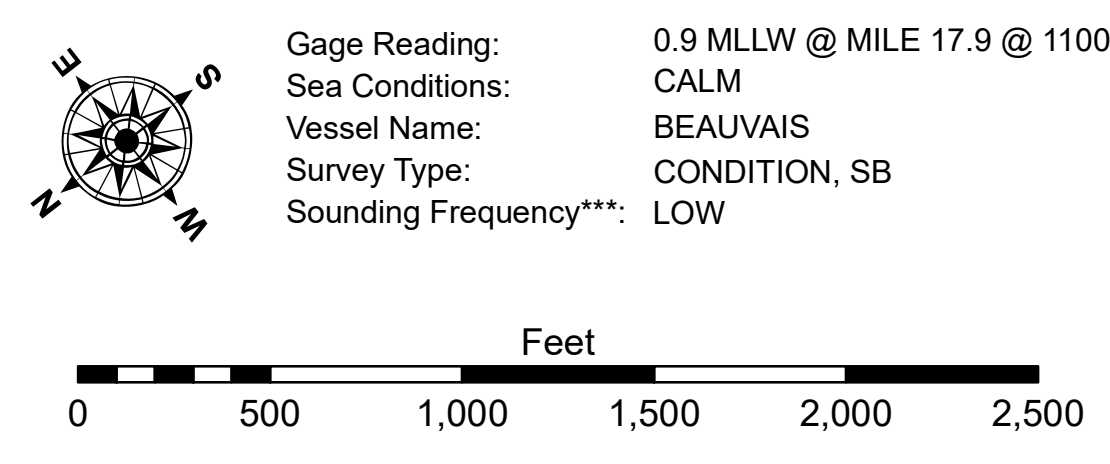 E
S
N
W
Gage Reading: 0.9 MLLW @ MILE 17.9 @ 1100
Sea Conditions: CALM
Vessel Name: BEAUVAIS
Survey Type: CONDITION, SB
Sounding Frequency***: LOW
Feet
0 500 1,000 1,500 2,000 2,500